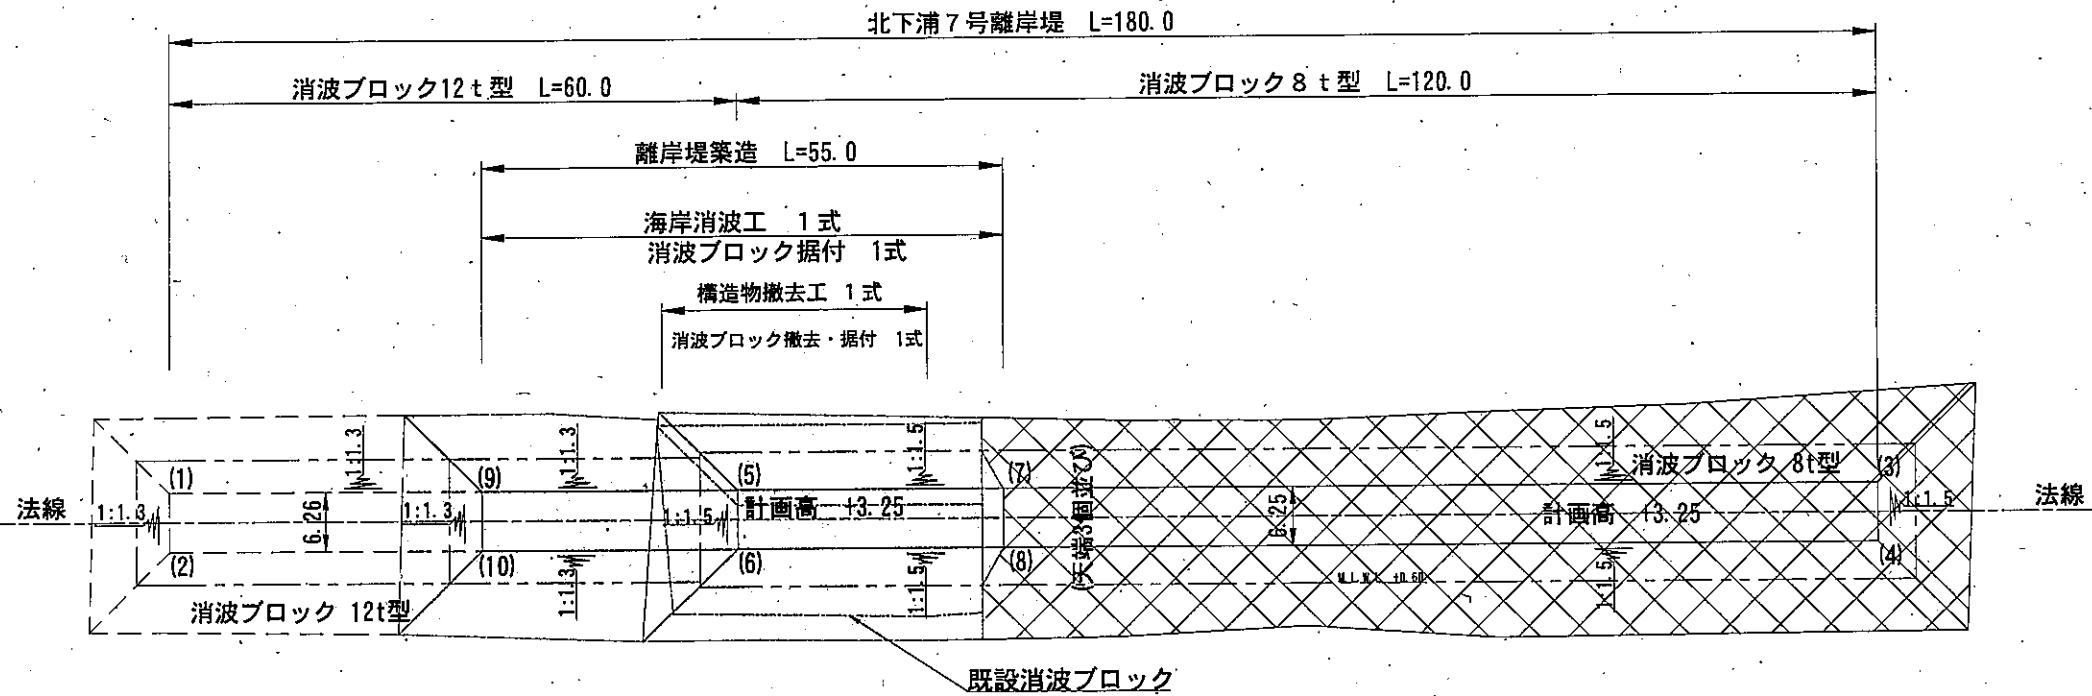 北下浦7号離岸堤 L=180.0
消波ブロック12t型 L=60.0
消波ブロック8t型 L=120.0
離岸堤築造 L=55.0
海岸消波工 1式
消波ブロック据付 1式
構造物撤去工 1式
消波ブロック撤去・据付 1式
1:1.3
1:1.3
1:1.5
1:1.5
(1)
(9)
(5)
(7)
消波ブロック 8t型
(3)
法線
1:1.3
6.26
1:1.3
1:1.5
計画高 +3.25
(天端3個並び)
6.25
計画高 +3.25
1:1.5
法線
(2)
(10)
(6)
(8)
(4)
1:1.3
1:1.5
1:1.5
消波ブロック 12t型
既設消波ブロック